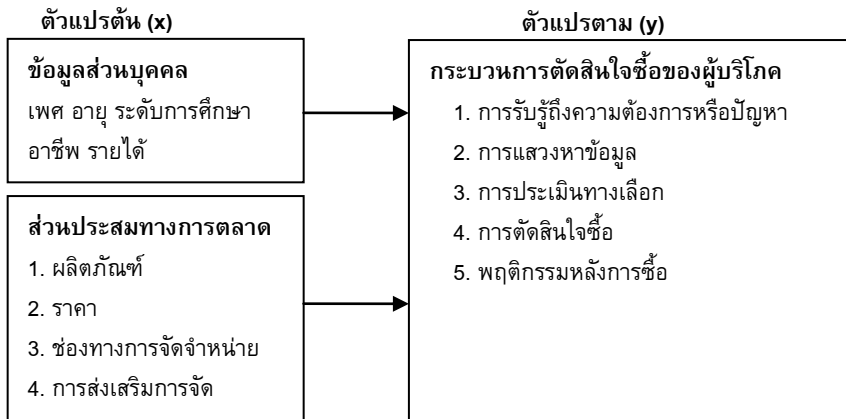 ตัวแปรต้น (x)
ข้อมูลส่วนบุคคล
เพศ อายุ ระดับการศึกษา
อาชีพ รายได้
ส่วนประสมทางการตลาด
1. ผลิตภัณฑ์
2. ราคา
3. ช่องทางการจัดจำหน่าย
4. การส่งเสริมการจัด
ตัวแปรตาม (y)
กระบวนการตัดสินใจซื้อของผู้บริโภค
1. การรับรู้ถึงความต้องการหรือปัญหา
2. การแสวงหาข้อมูล
3. การประเมินทางเลือก
4. การตัดสินใจซื้อ
5. พฤติกรรมหลังการซื้อ